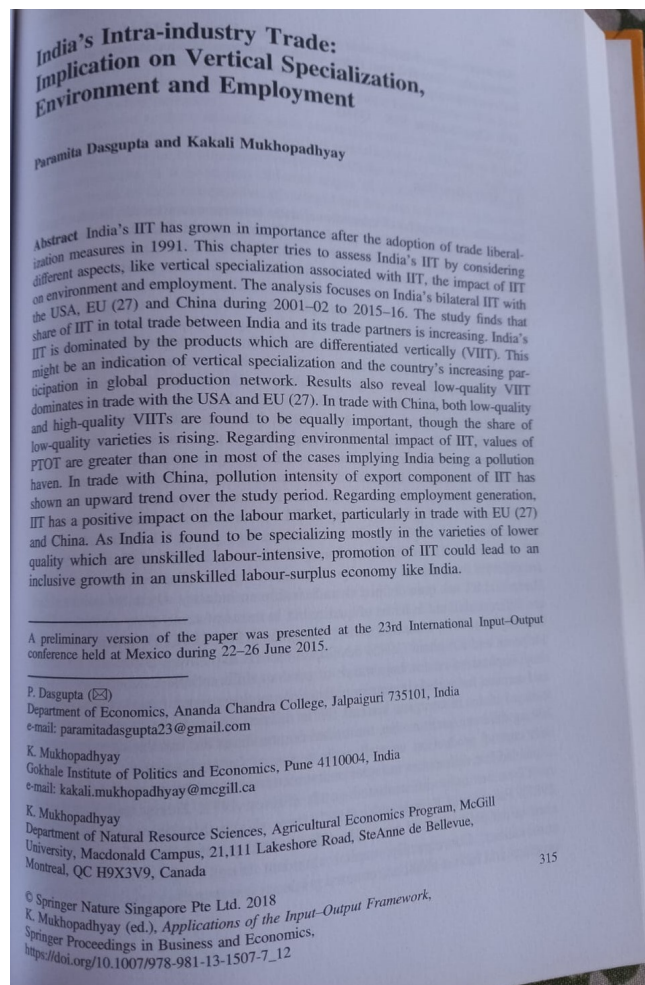 India's Intra-industry Trade:
Implication on Vertical Specialization,
Environment and Employment
Paramita Dasgupta and Kakali Mukhopadhyay
Abstract India's IIT has grown in importance after the adoption of trade liberal-
ization measures in 1991. This chapter tries to assess India's IIT by considering
different aspects, like vertical specialization associated with IIT, the impact of IIT
on environment and employment. The analysis focuses on India's bilateral IIT with
the USA, EU (27) and China during 2001–02 to 2015–16. The study finds that
share of IIT in total trade between India and its trade partners is increasing. India's
IIT is dominated by the products which are differentiated vertically (VIIT). This
might be an indication of vertical specialization and the country's increasing par-
ticipation in global production network. Results also reveal low-quality VIIT
dominates in trade with the USA and EU (27). In trade with China, both low-quality
and high-quality VIITs are found to be equally important, though the share of
low-quality varieties is rising. Regarding environmental impact of IIT, values of
PTOT are greater than one in most of the cases implying India being a pollution
haven. In trade with China, pollution intensity of export component of IIT has
shown an upward trend over the study period. Regarding employment generation,
IIT has a positive impact on the labour market, particularly in trade with EU (27)
and China. As India is found to be specializing mostly in the varieties of lower
quality which are unskilled labour-intensive, promotion of IIT could lead to an
inclusive growth in an unskilled labour-surplus economy like India.
A preliminary version of the paper was presented at the 23rd International Input–Output
conference held at Mexico during 22–26 June 2015.
P. Dasgupta (✉)
Department of Economics, Ananda Chandra College, Jalpaiguri 735101, India
e-mail: paramitadasgupta23@gmail.com
K. Mukhopadhyay
Gokhale Institute of Politics and Economics, Pune 4110004, India
e-mail: kakali.mukhopadhyay@mcgill.ca
K. Mukhopadhyay
Department of Natural Resource Sciences, Agricultural Economics Program, McGill
University, Macdonald Campus, 21,111 Lakeshore Road, SteAnne de Bellevue,
Montreal, QC H9X3V9, Canada
© Springer Nature Singapore Pte Ltd. 2018
K. Mukhopadhyay (ed.), Applications of the Input–Output Framework,
Springer Proceedings in Business and Economics,
https://doi.org/10.1007/978-981-13-1507-7_12
315